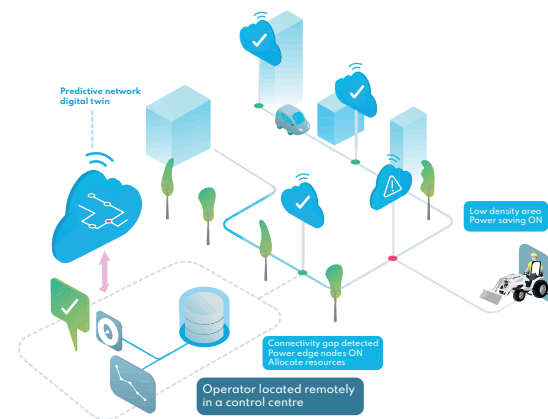 Predictive network
digital twin
Low density area
Power saving ON
Connectivity gap detected
Power edge nodes ON
Allocate resources
Operator located remotely
in a control centre